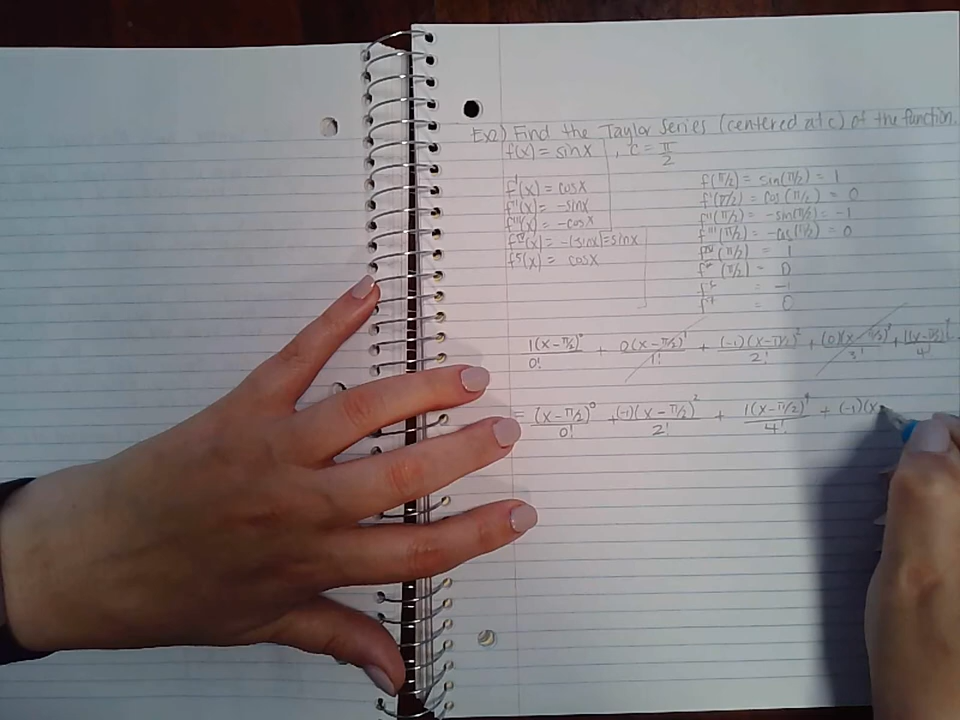 Ex2) Find the Taylor Series (centered at c) of the function.
f(x) = sinx , c = π/2
f'(x) = cosx
f''(x) = -sinx
f'''(x) = -cosx
f⁴(x) = -(-sinx) = sinx
f⁵(x) = cosx
f(π/2) = sin(π/2) = 1
f'(π/2) = cos(π/2) = 0
f''(π/2) = -sin(π/2) = -1
f'''(π/2) = -cos(π/2) = 0
f⁴(π/2) = 1
f⁵(π/2) = 0
f⁶ = -1
f⁷ = 0
1(x-π/2)⁰/0! + 0(x-π/2)¹/1! + (-1)(x-π/2)²/2! + (0)(x-π/2)³/3! + 1(x-π/2)⁴/4!
= (x-π/2)⁰/0! + (-1)(x-π/2)²/2! + 1(x-π/2)⁴/4! + (-1)(x-